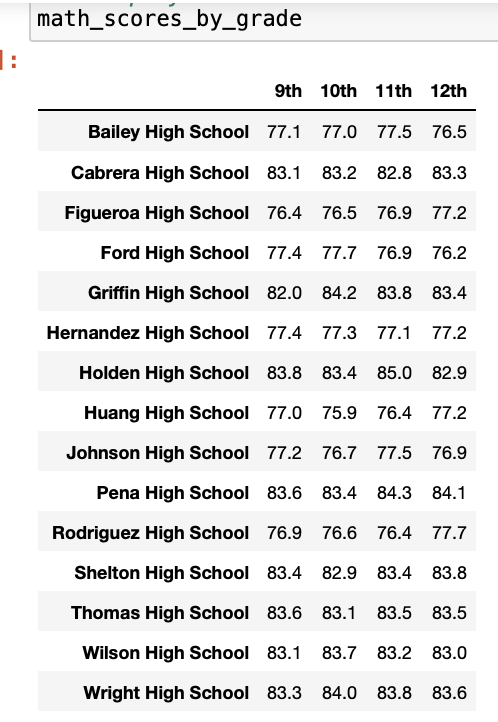 math_scores_by_grade
]:
9th 10th 11th 12th
Bailey High School 77.1 77.0 77.5 76.5
Cabrera High School 83.1 83.2 82.8 83.3
Figueroa High School 76.4 76.5 76.9 77.2
Ford High School 77.4 77.7 76.9 76.2
Griffin High School 82.0 84.2 83.8 83.4
Hernandez High School 77.4 77.3 77.1 77.2
Holden High School 83.8 83.4 85.0 82.9
Huang High School 77.0 75.9 76.4 77.2
Johnson High School 77.2 76.7 77.5 76.9
Pena High School 83.6 83.4 84.3 84.1
Rodriguez High School 76.9 76.6 76.4 77.7
Shelton High School 83.4 82.9 83.4 83.8
Thomas High School 83.6 83.1 83.5 83.5
Wilson High School 83.1 83.7 83.2 83.0
Wright High School 83.3 84.0 83.8 83.6